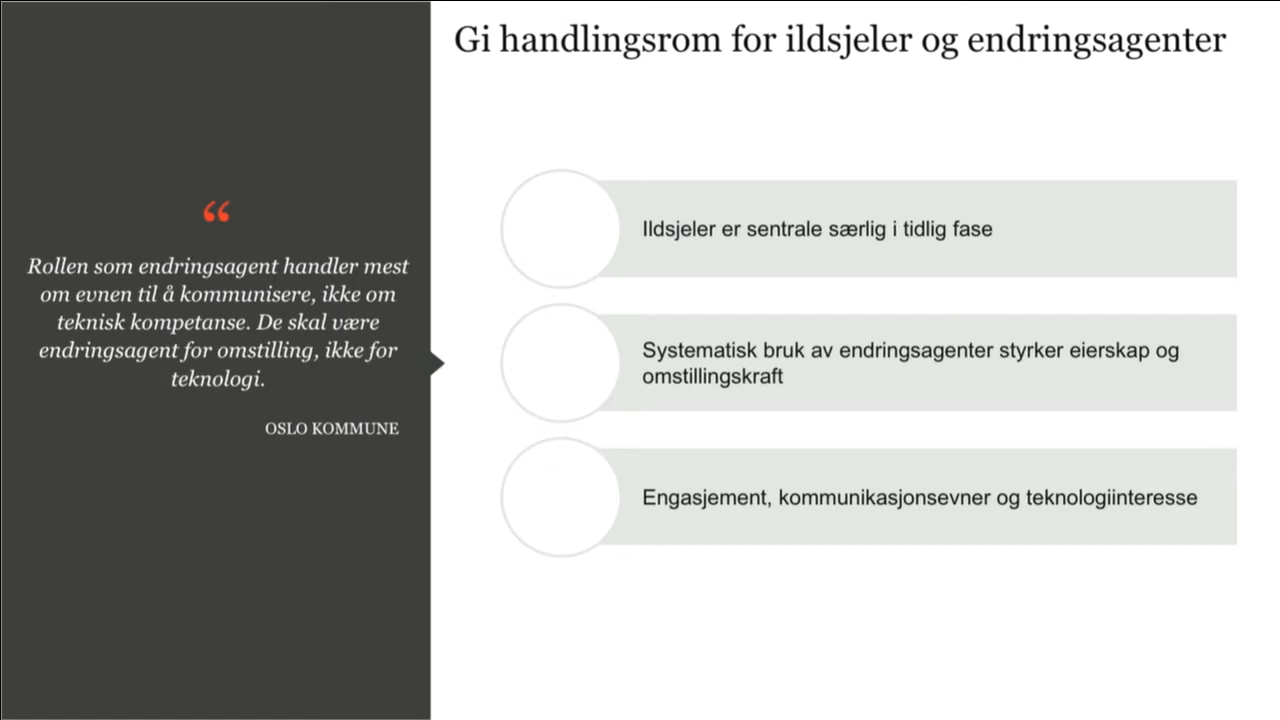 Gi handlingsrom for ildsjeler og endringsagenter
“
Rollen som endringsagent handler mest
om evnen til å kommunisere, ikke om
teknisk kompetanse. De skal være
endringsagent for omstilling, ikke for
teknologi.
OSLO KOMMUNE
Ildsjeler er sentrale særlig i tidlig fase
Systematisk bruk av endringsagenter styrker eierskap og
omstillingskraft
Engasjement, kommunikasjonsevner og teknologiinteresse